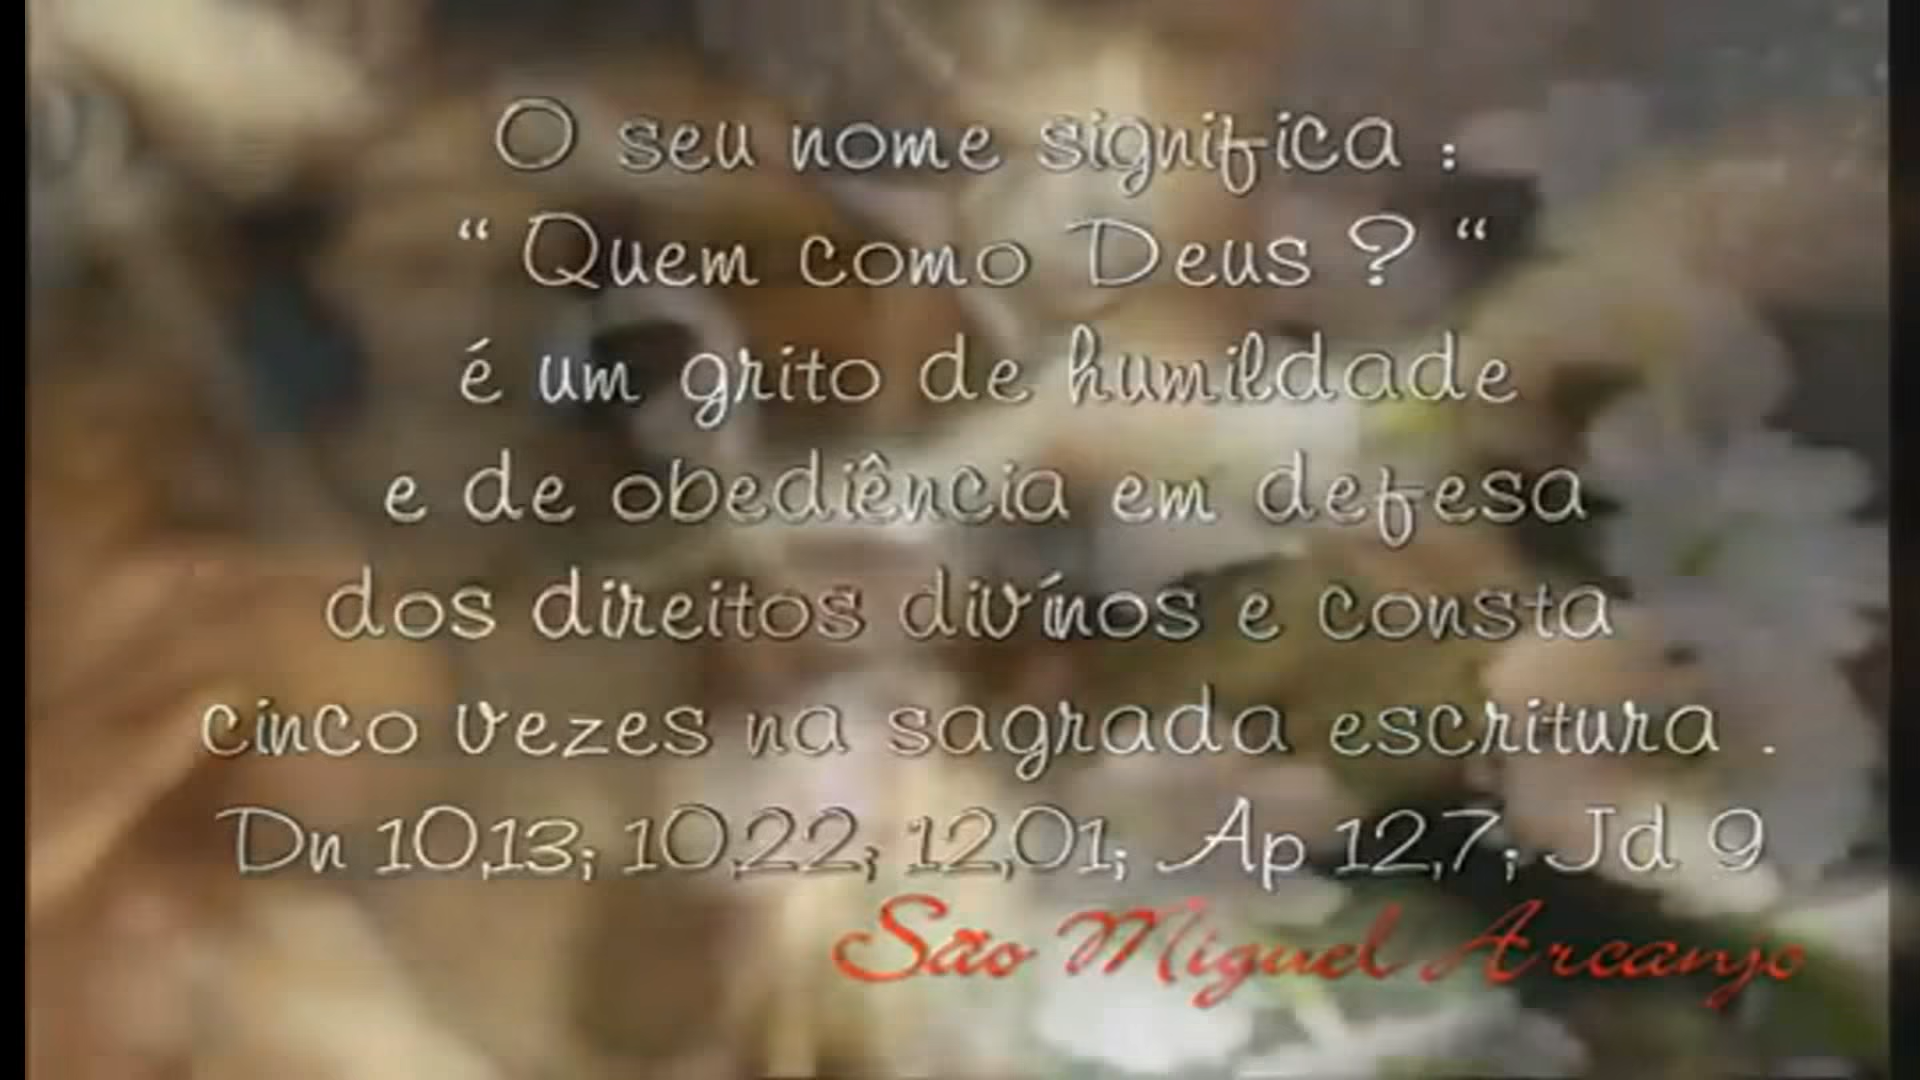 O seu nome significa :
“ Quem como Deus ? “
é um grito de humildade
e de obediência em defesa
dos direitos divínos e consta
cinco vezes na sagrada escritura .
Dn 10,13; 10,22; 12,01; Ap 12,7; Jd 9
São Miguel Arcanjo